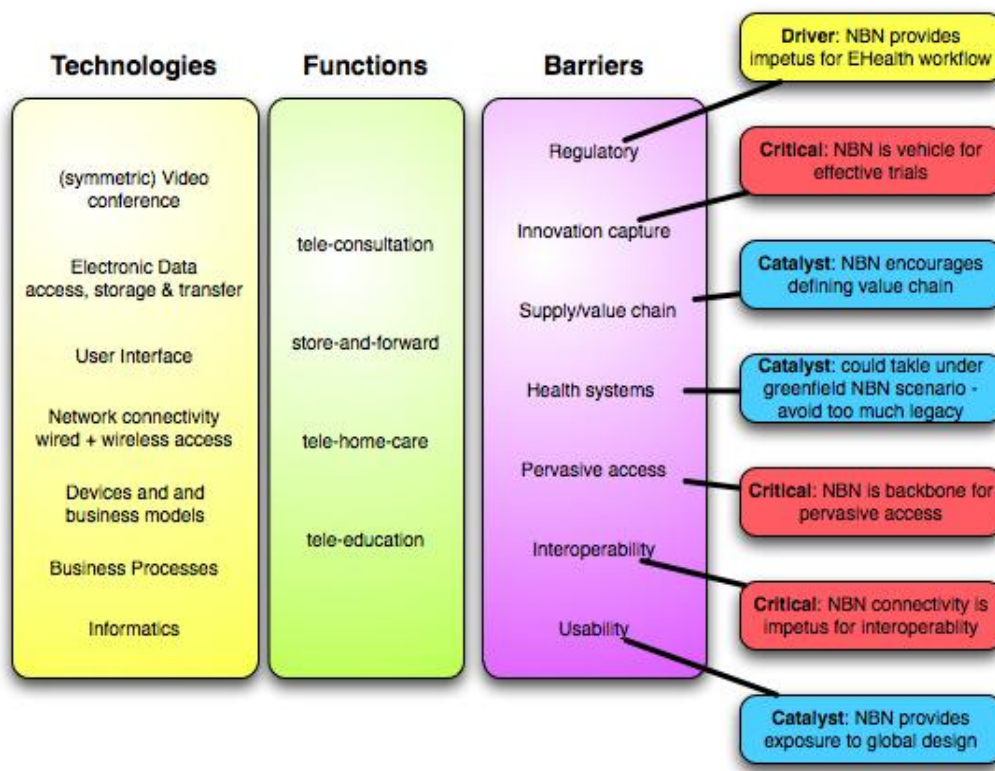 Technologies
(symmetric) Video
conference
Electronic Data
access, storage & transfer
User Interface
Network connectivity
wired + wireless access
Devices and and
business models
Business Processes
Informatics
Functions
tele-consultation
store-and-forward
tele-home-care
tele-education
Barriers
Regulatory
Innovation capture
Supply/value chain
Health systems
Pervasive access
Interoperability
Usability
Driver: NBN provides
impetus for EHealth workflow
Critical: NBN is vehicle for
effective trials
Catalyst: NBN encourages
defining value chain
Catalyst: could takle under
greenfield NBN scenario -
avoid too much legacy
Critical: NBN is backbone for
pervasive access
Critical: NBN connectivity is
impetus for interoperablity
Catalyst: NBN provides
exposure to global design